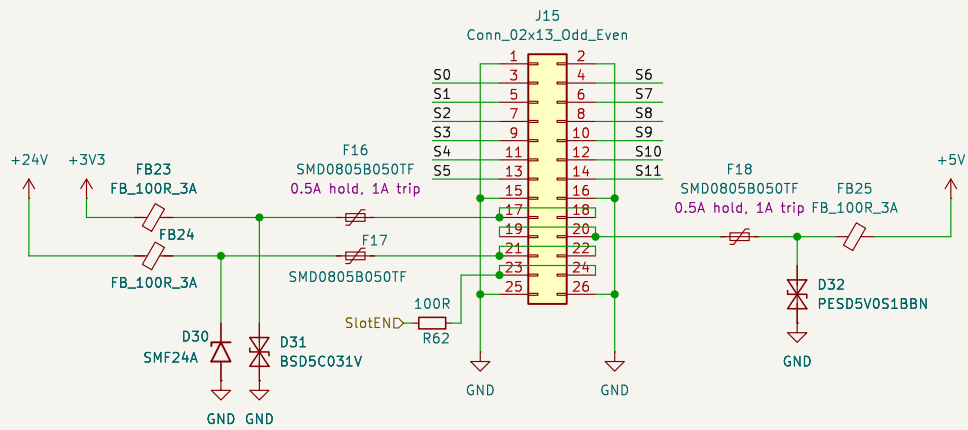 J15
Conn_02x13_Odd_Even
1 2
S0 3 4 S6
S1 5 6 S7
S2 7 8 S8
S3 9 10 S9
S4 11 12 S10
S5 13 14 S11
15 16
17 18
19 20
21 22
23 24
25 26
+24V
+3V3
FB23
FB_100R_3A
FB24
FB_100R_3A
F16
SMD0805B050TF
0.5A hold, 1A trip
F17
SMD0805B050TF
F18
SMD0805B050TF
0.5A hold, 1A trip
FB25
FB_100R_3A
+5V
100R
SlotEN
R62
D30
SMF24A
D31
BSD5C031V
D32
PESD5V0S1BBN
GND
GND
GND
GND
GND